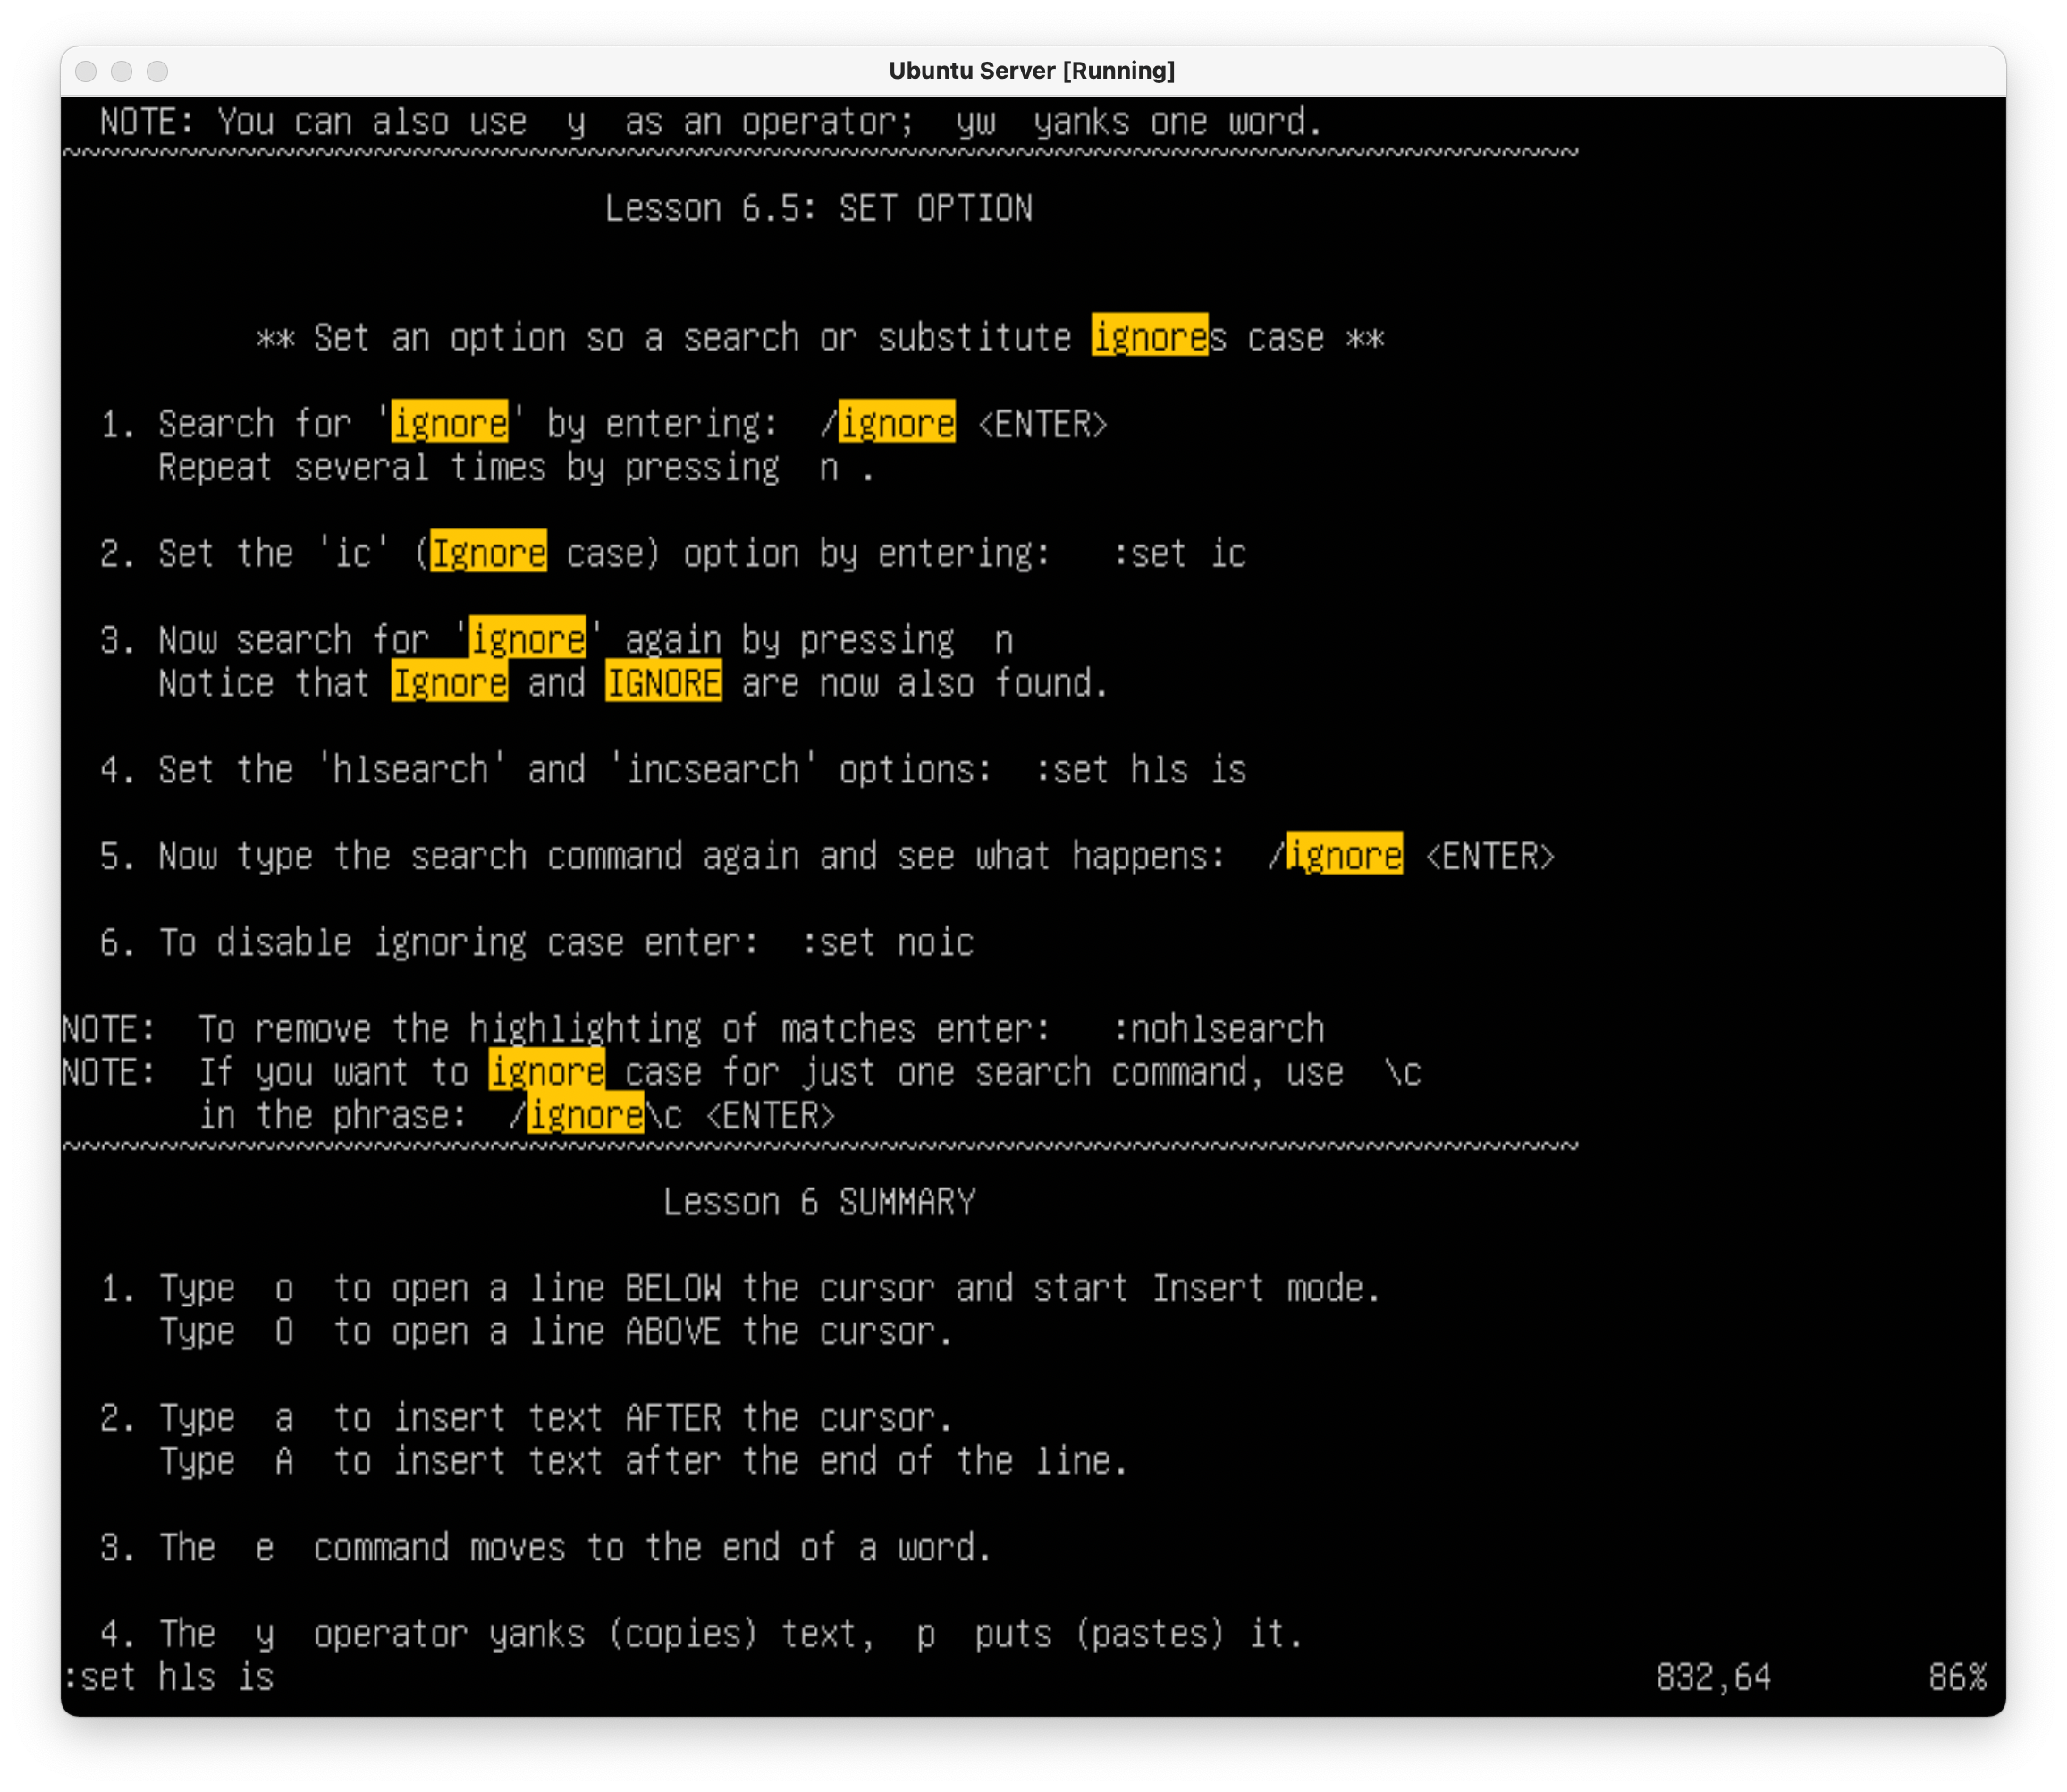 Ubuntu Server [Running]
NOTE: You can also use  y  as an operator;  yw  yanks one word.
~~~~~~~~~~~~~~~~~~~~~~~~~~~~~~~~~~~~~~~~~~~~~~~~~~~~~~~~~~~~~~~~~~~~~~~~~~~~~~
Lesson 6.5: SET OPTION
** Set an option so a search or substitute ignores case **
1. Search for 'ignore' by entering:  /ignore <ENTER>
Repeat several times by pressing  n .
2. Set the 'ic' (Ignore case) option by entering:   :set ic
3. Now search for 'ignore' again by pressing  n
Notice that Ignore and IGNORE are now also found.
4. Set the 'hlsearch' and 'incsearch' options:  :set hls is
5. Now type the search command again and see what happens:  /ignore <ENTER>
6. To disable ignoring case enter:  :set noic
NOTE:  To remove the highlighting of matches enter:   :nohlsearch
NOTE:  If you want to ignore case for just one search command, use  \c
in the phrase:  /ignore\c <ENTER>
~~~~~~~~~~~~~~~~~~~~~~~~~~~~~~~~~~~~~~~~~~~~~~~~~~~~~~~~~~~~~~~~~~~~~~~~~~~~~~
Lesson 6 SUMMARY
1. Type  o  to open a line BELOW the cursor and start Insert mode.
Type  O  to open a line ABOVE the cursor.
2. Type  a  to insert text AFTER the cursor.
Type  A  to insert text after the end of the line.
3. The  e  command moves to the end of a word.
4. The  y  operator yanks (copies) text,  p  puts (pastes) it.
:set hls is 832,64 86%